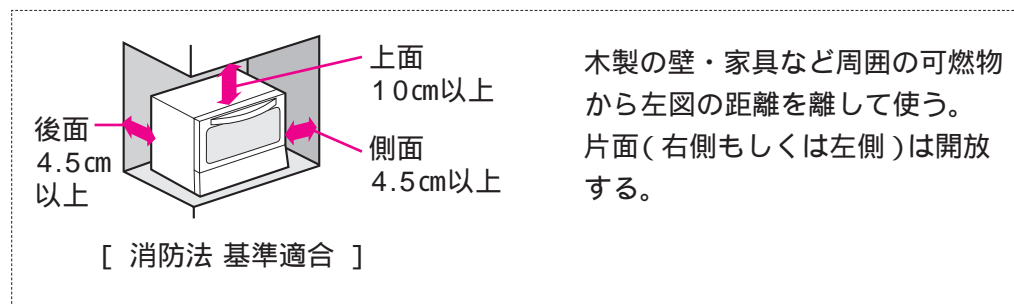 上面
10cm以上
後面
4.5cm
以上
側面
4.5cm以上
[ 消防法 基準適合 ]
木製の壁・家具など周囲の可燃物
から左図の距離を離して使う。
片面(右側もしくは左側)は開放
する。